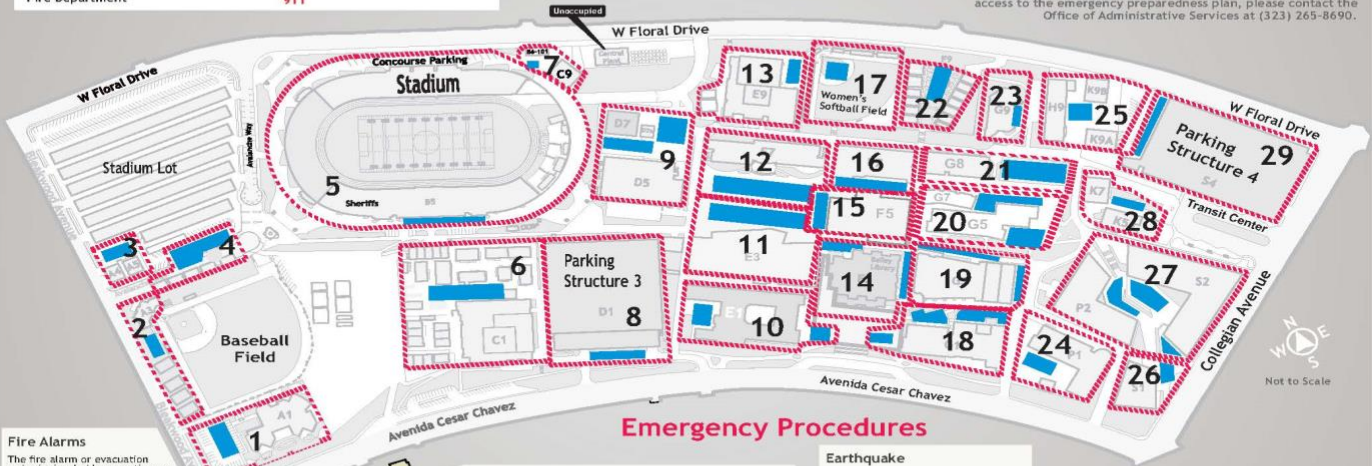 Fire Department 911
access to the emergency preparedness plan, please contact the
Office of Administrative Services at (323) 265-8690.
Unoccupied
W Floral Drive
W Floral Drive
W Floral Drive
Concourse Parking
Stadium
7
C9
13
E9
17
Women's
Softball Field
22
23
G9
25
H9
K9B
K9A
Parking
Structure 4
29
S4
Stadium Lot
Avalanche Way
5
Sheriffs
B5
D7
9
D5
12
16
G8
21
15
F5
G7
20
G5
K7
28
Transit Center
3
4
6
C1
Parking
Structure 3
D1
8
11
E3
14
Library
19
27
P2
S2
Collegian Avenue
2
Baseball
Field
E1
10
18
24
P1
26
S1
N
W
E
S
Not to Scale
1
A1
Avenida Cesar Chavez
Avenida Cesar Chavez
Emergency Procedures
Fire Alarms
The fire alarm or evacuation
Earthquake